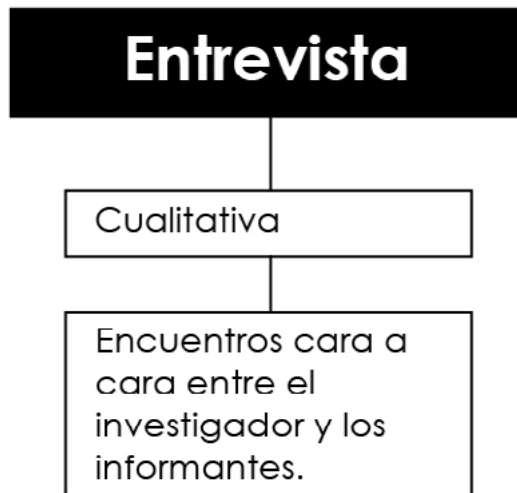 Entrevista
Cualitativa
Encuentros cara a
cara entre el
investigador y los
informantes.